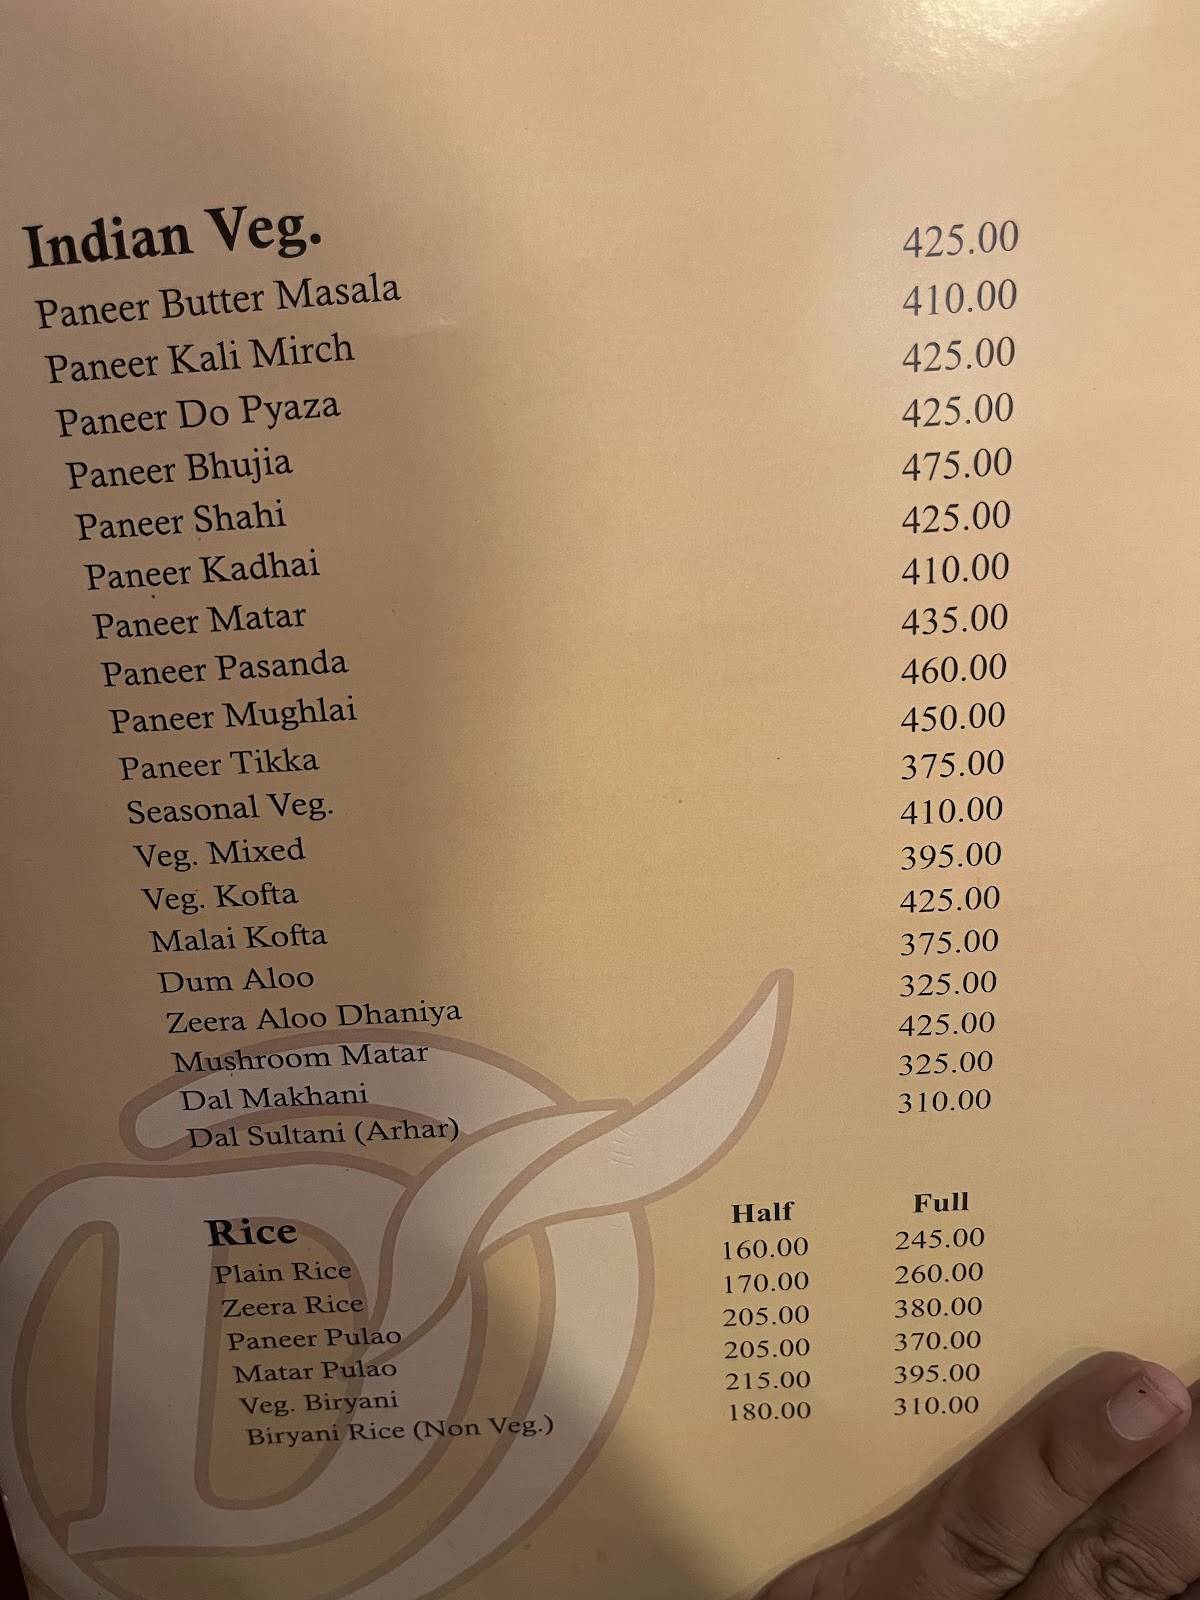 Indian Veg.
Paneer Butter Masala 425.00
Paneer Kali Mirch 410.00
Paneer Do Pyaza 425.00
Paneer Bhujia 425.00
Paneer Shahi 475.00
Paneer Kadhai 425.00
Paneer Matar 410.00
Paneer Pasanda 435.00
Paneer Mughlai 460.00
Paneer Tikka 450.00
Seasonal Veg. 375.00
Veg. Mixed 410.00
Veg. Kofta 395.00
Malai Kofta 425.00
Dum Aloo 375.00
Zeera Aloo Dhaniya 325.00
Mushroom Matar 425.00
Dal Makhani 325.00
Dal Sultani (Arhar) 310.00
Rice Half Full
Plain Rice 160.00 245.00
Zeera Rice 170.00 260.00
Paneer Pulao 205.00 380.00
Matar Pulao 205.00 370.00
Veg. Biryani 215.00 395.00
Biryani Rice (Non Veg.) 180.00 310.00